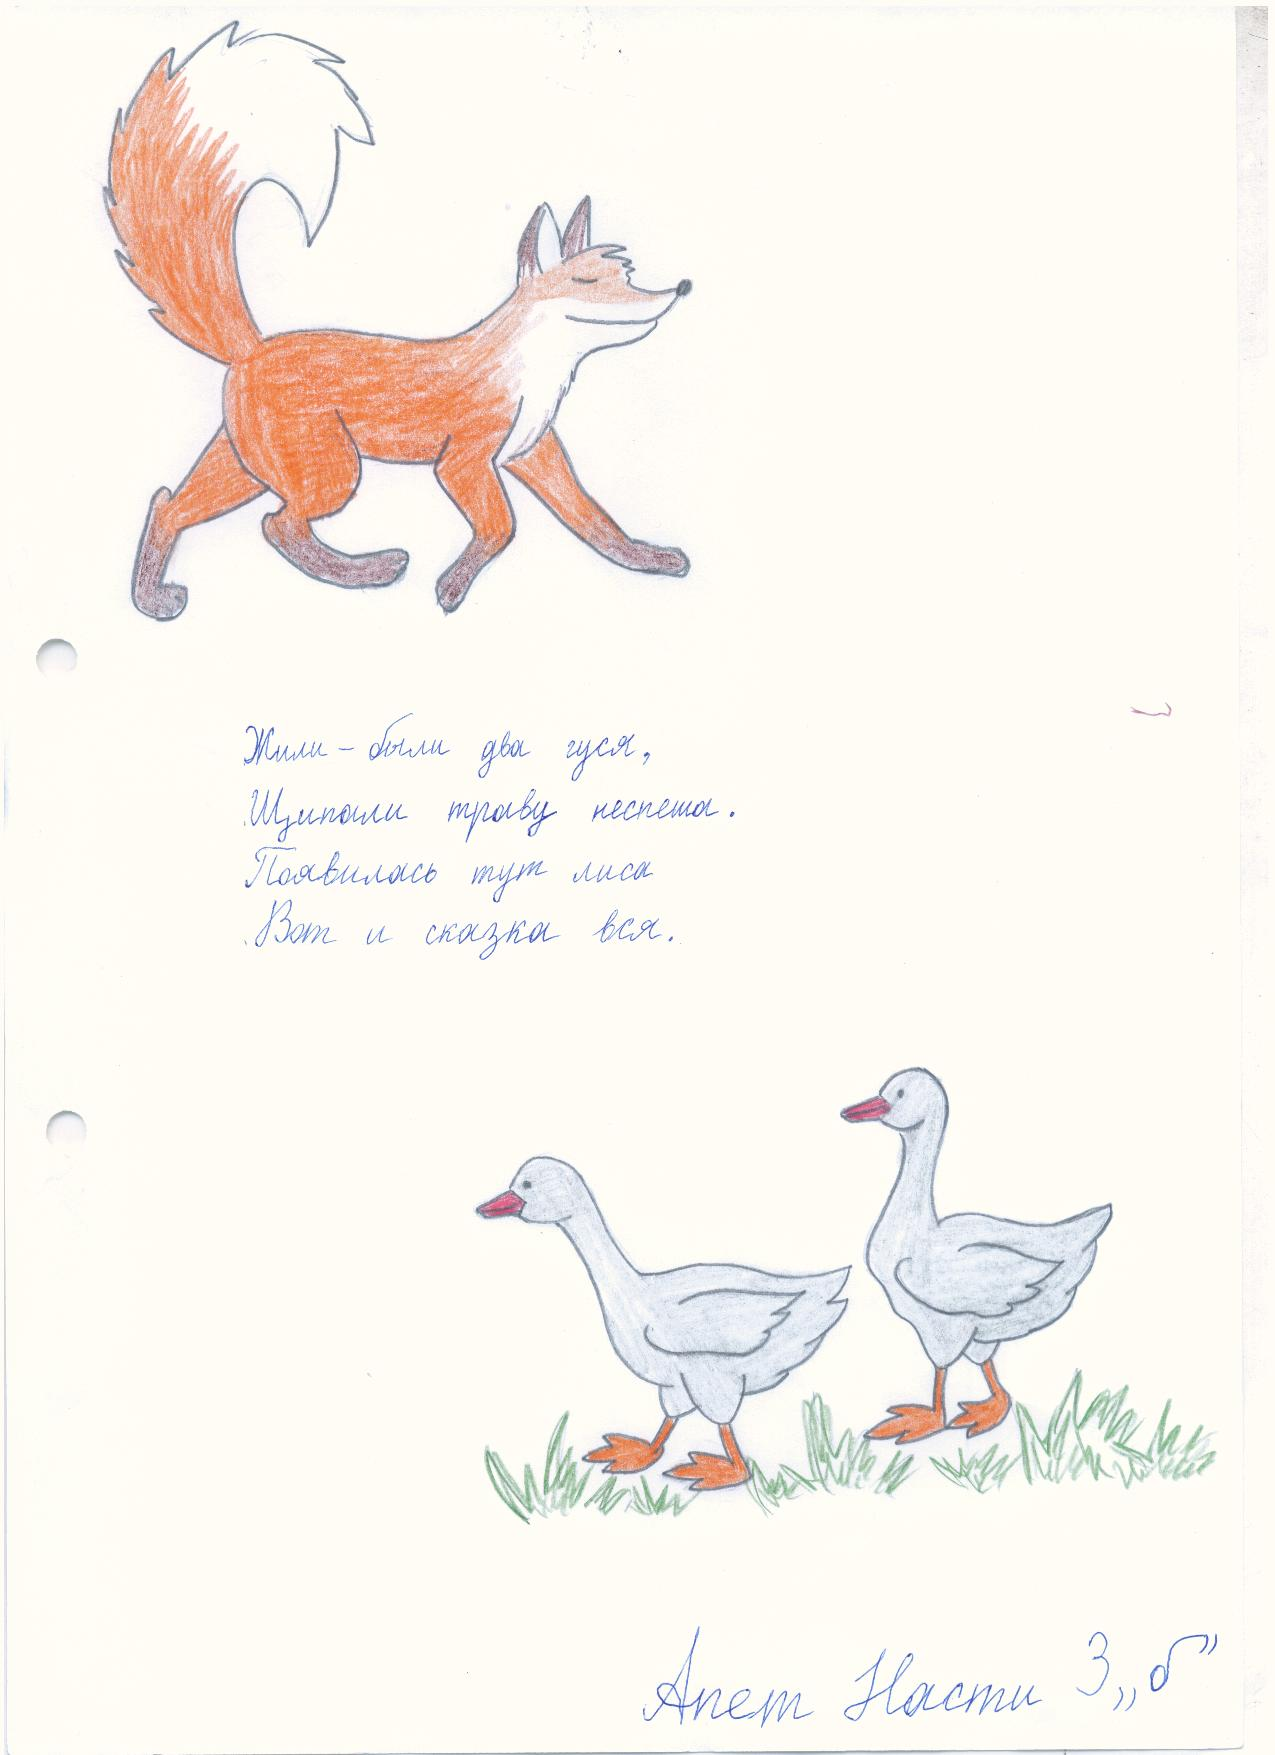 Жили-были два гуся,
Щипали траву неспеша.
Появилась тут лиса
Вот и сказка вся.
Апет Насти 3 „б”